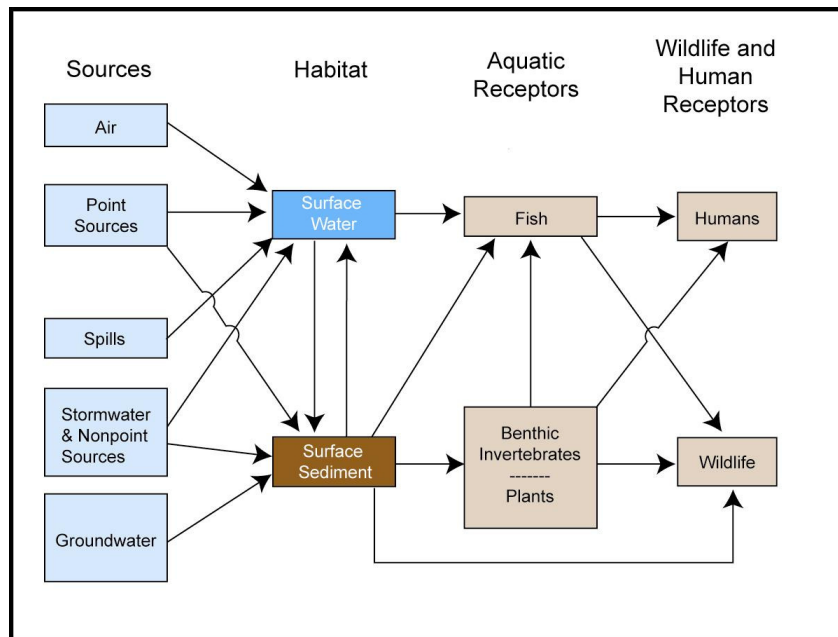 Sources
Habitat
Aquatic
Receptors
Wildlife and
Human
Receptors
Air
Point
Sources
Spills
Stormwater
& Nonpoint
Sources
Groundwater
Surface
Water
Surface
Sediment
Fish
Benthic
Invertebrates
-------
Plants
Humans
Wildlife